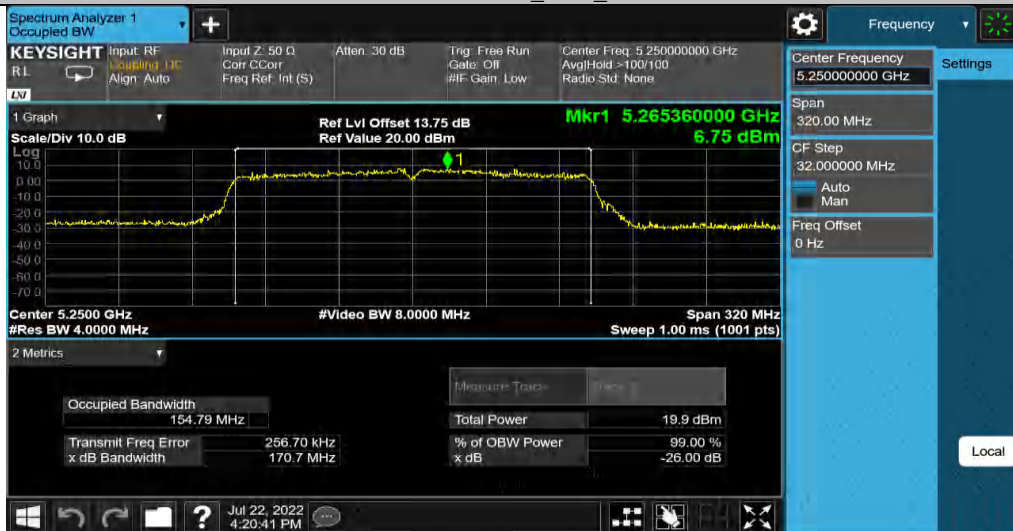 Spectrum Analyzer 1
Occupied BW
+
Frequency
KEYSIGHT
RL
LXI
Input: RF
Coupling: DC
Align: Auto
Input Z: 50 Ω
Corr CCorr
Freq Ref: Int (S)
Atten: 30 dB
Trig: Free Run
Gate: Off
#IF Gain: Low
Center Freq: 5.250000000 GHz
Avg|Hold >100/100
Radio Std: None
Center Frequency
5.250000000 GHz
Settings
Span
320.00 MHz
CF Step
32.000000 MHz
Auto
Man
Freq Offset
0 Hz
Local
1 Graph
Scale/Div 10.0 dB
Ref Lvl Offset 13.75 dB
Ref Value 20.00 dBm
Mkr1 5.265360000 GHz
6.75 dBm
Log
10.0
0.00
-10.0
-20.0
-30.0
-40.0
-50.0
-60.0
-70.0
1
Center 5.2500 GHz
#Res BW 4.0000 MHz
#Video BW 8.0000 MHz
Span 320 MHz
Sweep 1.00 ms (1001 pts)
2 Metrics
Measure Trace
Occupied Bandwidth
154.79 MHz
Total Power 19.9 dBm
Transmit Freq Error 256.70 kHz
% of OBW Power 99.00 %
x dB Bandwidth 170.7 MHz
x dB -26.00 dB
?
Jul 22, 2022
4:20:41 PM